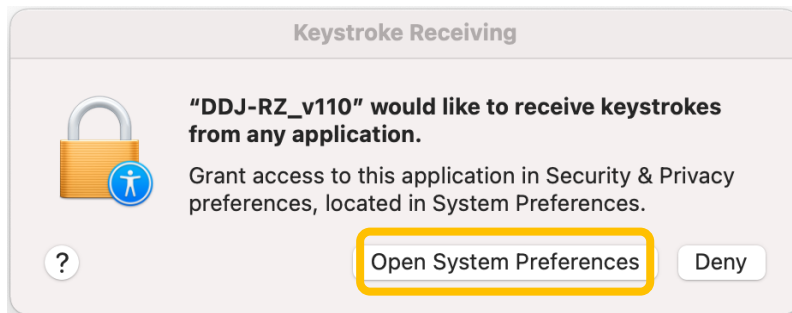 Keystroke Receiving
“DDJ-RZ_v110” would like to receive keystrokes
from any application.
Grant access to this application in Security & Privacy
preferences, located in System Preferences.
? Open System Preferences Deny